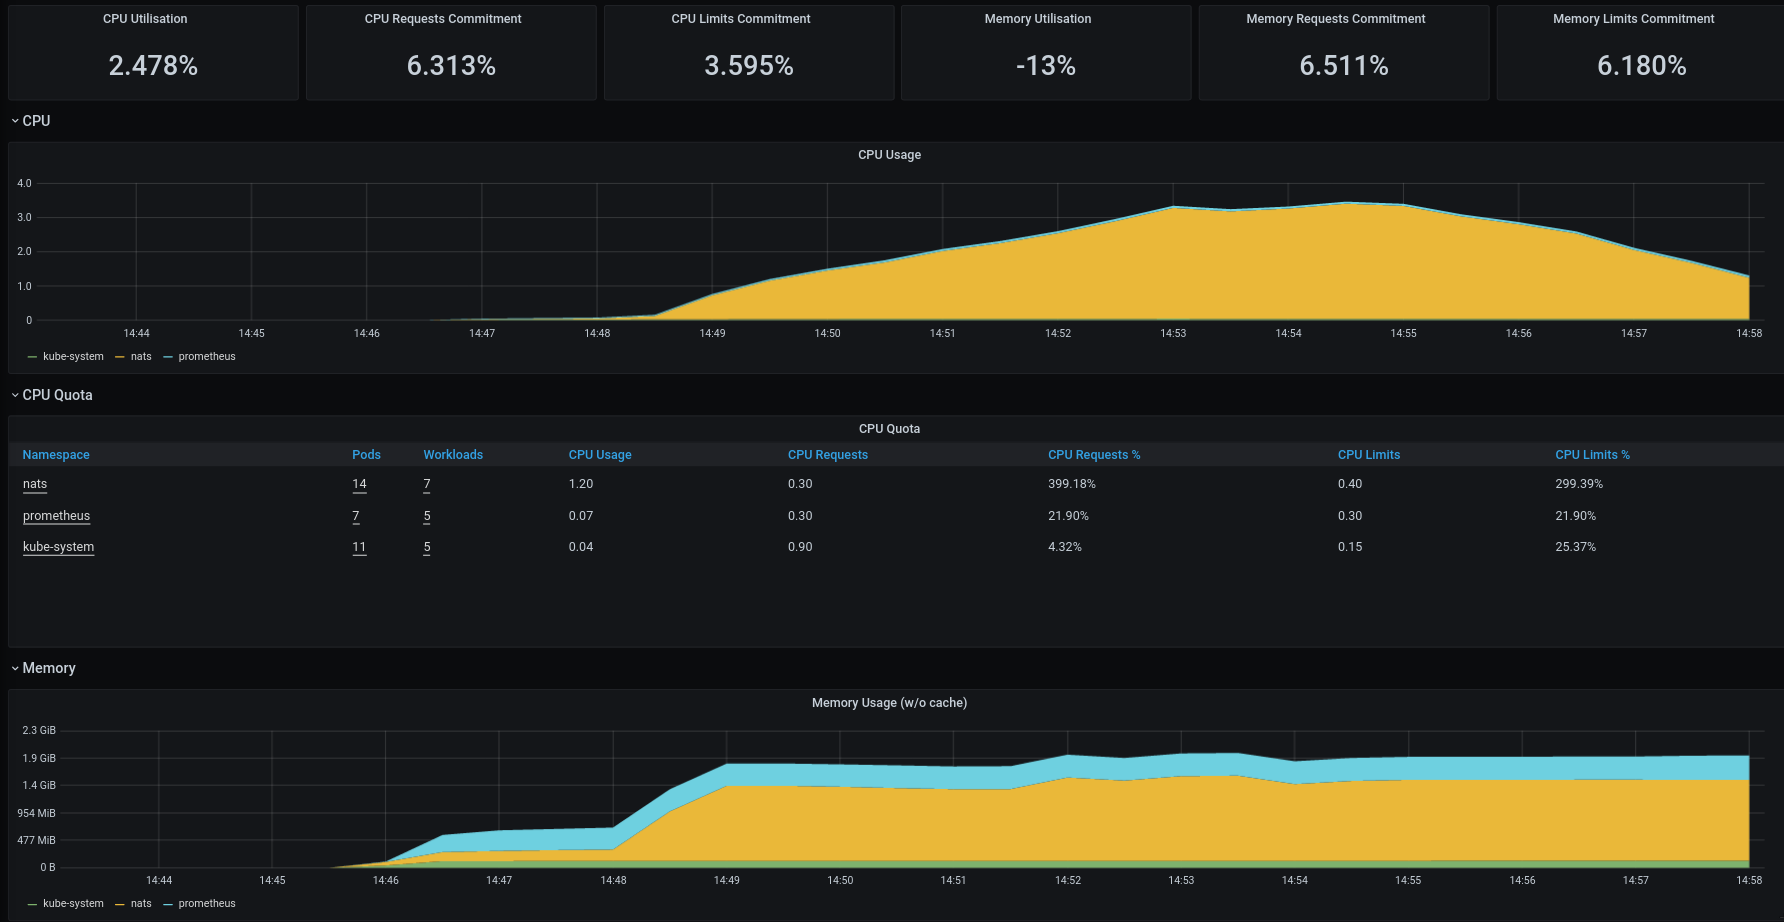 CPU Utilisation CPU Requests Commitment CPU Limits Commitment Memory Utilisation Memory Requests Commitment Memory Limits Commitment
2.478% 6.313% 3.595% -13% 6.511% 6.180%
CPU
CPU Usage
4.0
3.0
2.0
1.0
0
14:44 14:45 14:46 14:47 14:48 14:49 14:50 14:51 14:52 14:53 14:54 14:55 14:56 14:57 14:58
kube-system nats prometheus
CPU Quota
CPU Quota
Namespace Pods Workloads CPU Usage CPU Requests CPU Requests % CPU Limits CPU Limits %
nats 14 7 1.20 0.30 399.18% 0.40 299.39%
prometheus 7 5 0.07 0.30 21.90% 0.30 21.90%
kube-system 11 5 0.04 0.90 4.32% 0.15 25.37%
Memory
Memory Usage (w/o cache)
2.3 GiB
1.9 GiB
1.4 GiB
954 MiB
477 MiB
0 B
14:44 14:45 14:46 14:47 14:48 14:49 14:50 14:51 14:52 14:53 14:54 14:55 14:56 14:57 14:58
kube-system nats prometheus